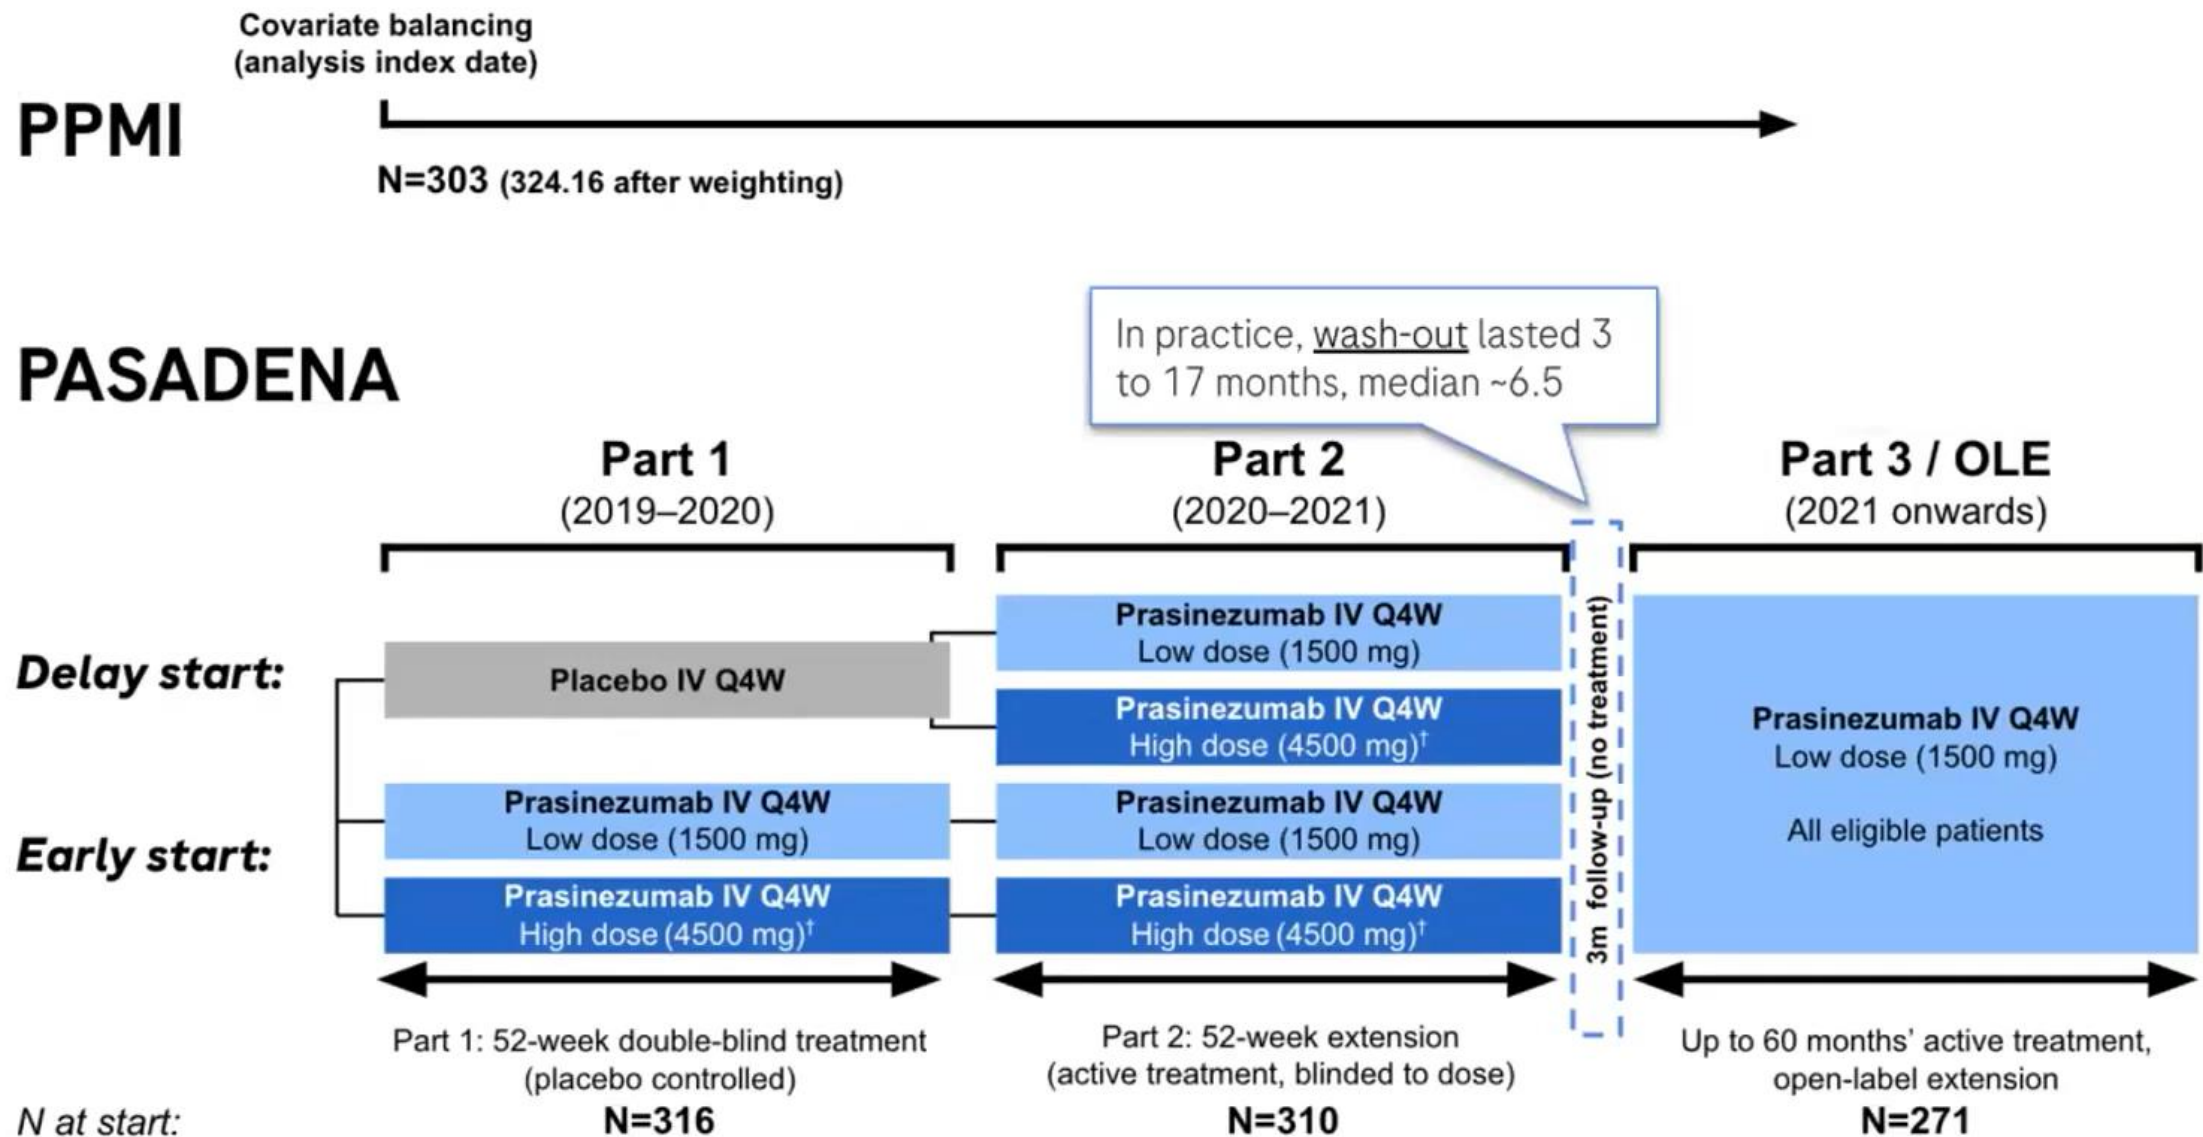 Covariate balancing
(analysis index date)
PPMI
N=303 (324.16 after weighting)
In practice, wash-out lasted 3
to 17 months, median ~6.5
PASADENA
Part 1
(2019–2020)
Part 2
(2020–2021)
Part 3 / OLE
(2021 onwards)
Delay start:
Placebo IV Q4W
Prasinezumab IV Q4W
Low dose (1500 mg)
Prasinezumab IV Q4W
High dose (4500 mg)†
Early start:
Prasinezumab IV Q4W
Low dose (1500 mg)
Prasinezumab IV Q4W
High dose (4500 mg)†
Prasinezumab IV Q4W
Low dose (1500 mg)
Prasinezumab IV Q4W
High dose (4500 mg)†
3m follow-up (no treatment)
Prasinezumab IV Q4W
Low dose (1500 mg)
All eligible patients
Part 1: 52-week double-blind treatment
(placebo controlled)
Part 2: 52-week extension
(active treatment, blinded to dose)
Up to 60 months’ active treatment,
open-label extension
N at start:
N=316
N=310
N=271